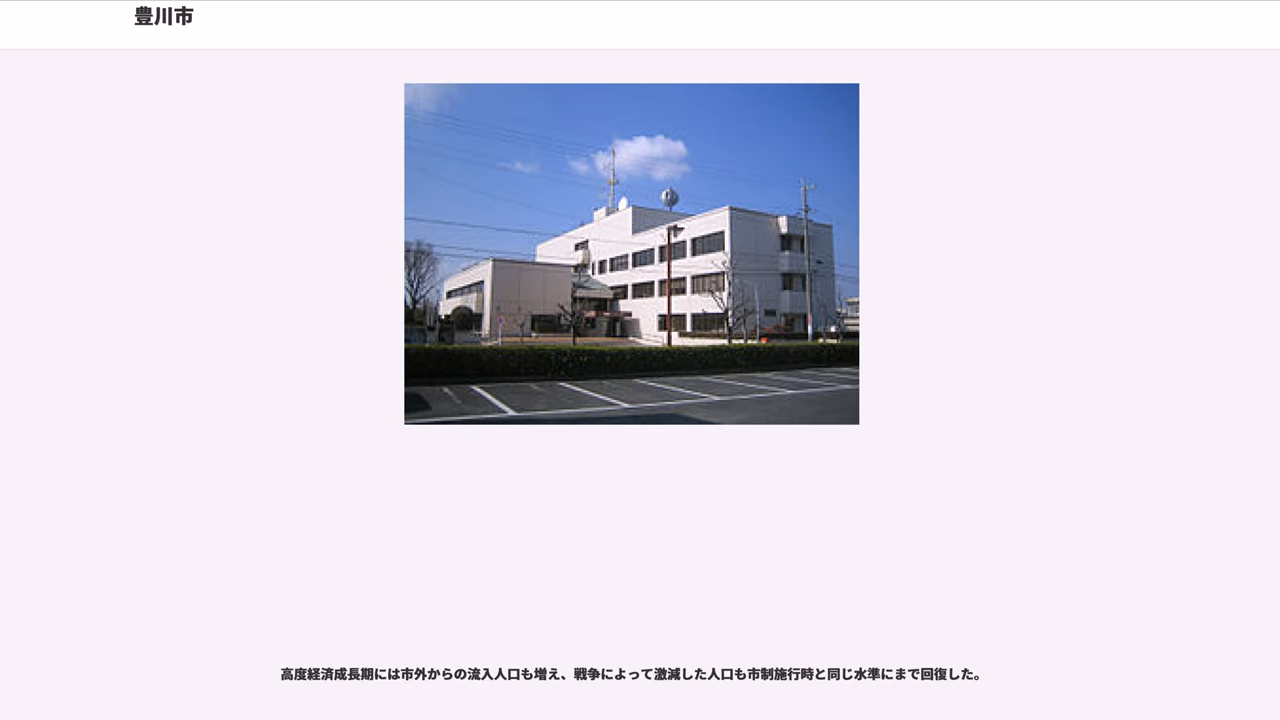 豊川市
高度経済成長期には市外からの流入人口も増え、戦争によって激減した人口も市制施行時と同じ水準にまで回復した。